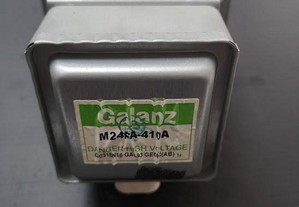 Galanz
M24FA-410A
DANGER HIGH VOLTAGE